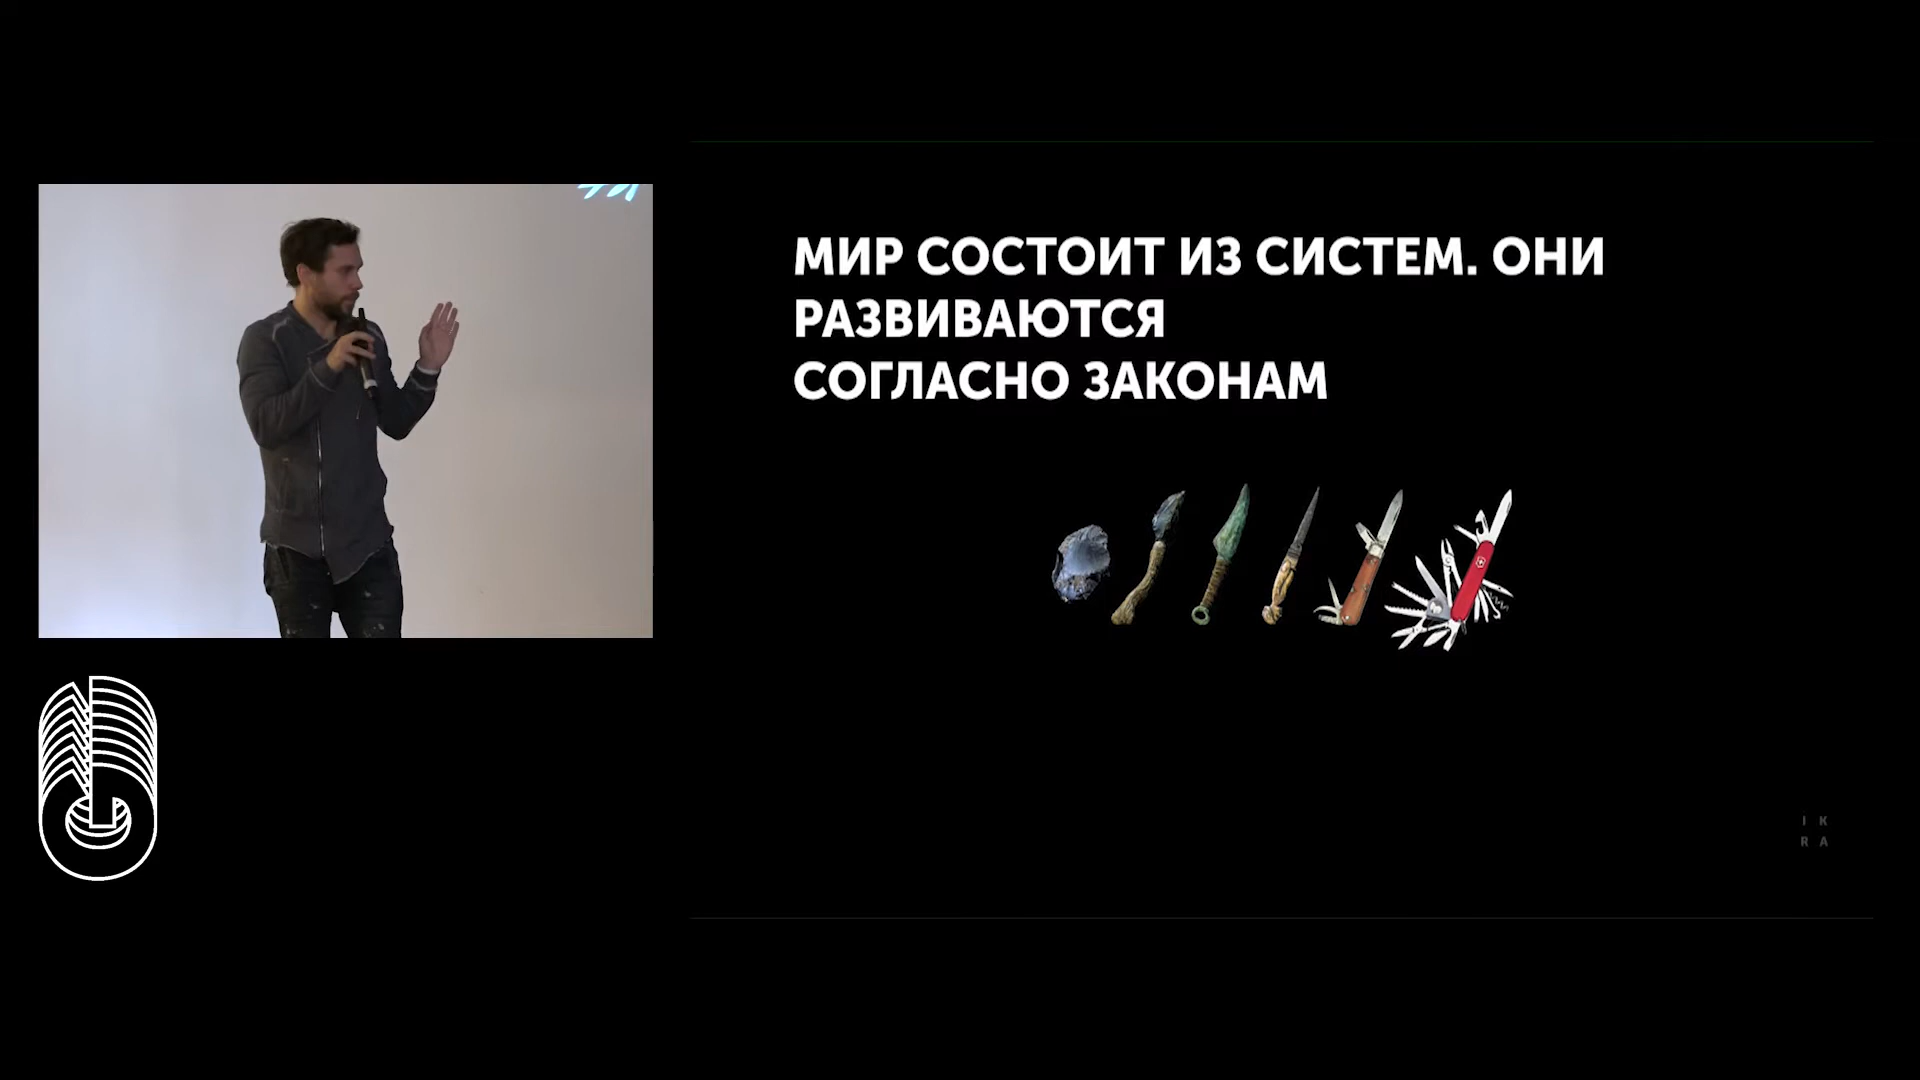 МИР СОСТОИТ ИЗ СИСТЕМ. ОНИ
РАЗВИВАЮТСЯ
СОГЛАСНО ЗАКОНАМ
I K
R A